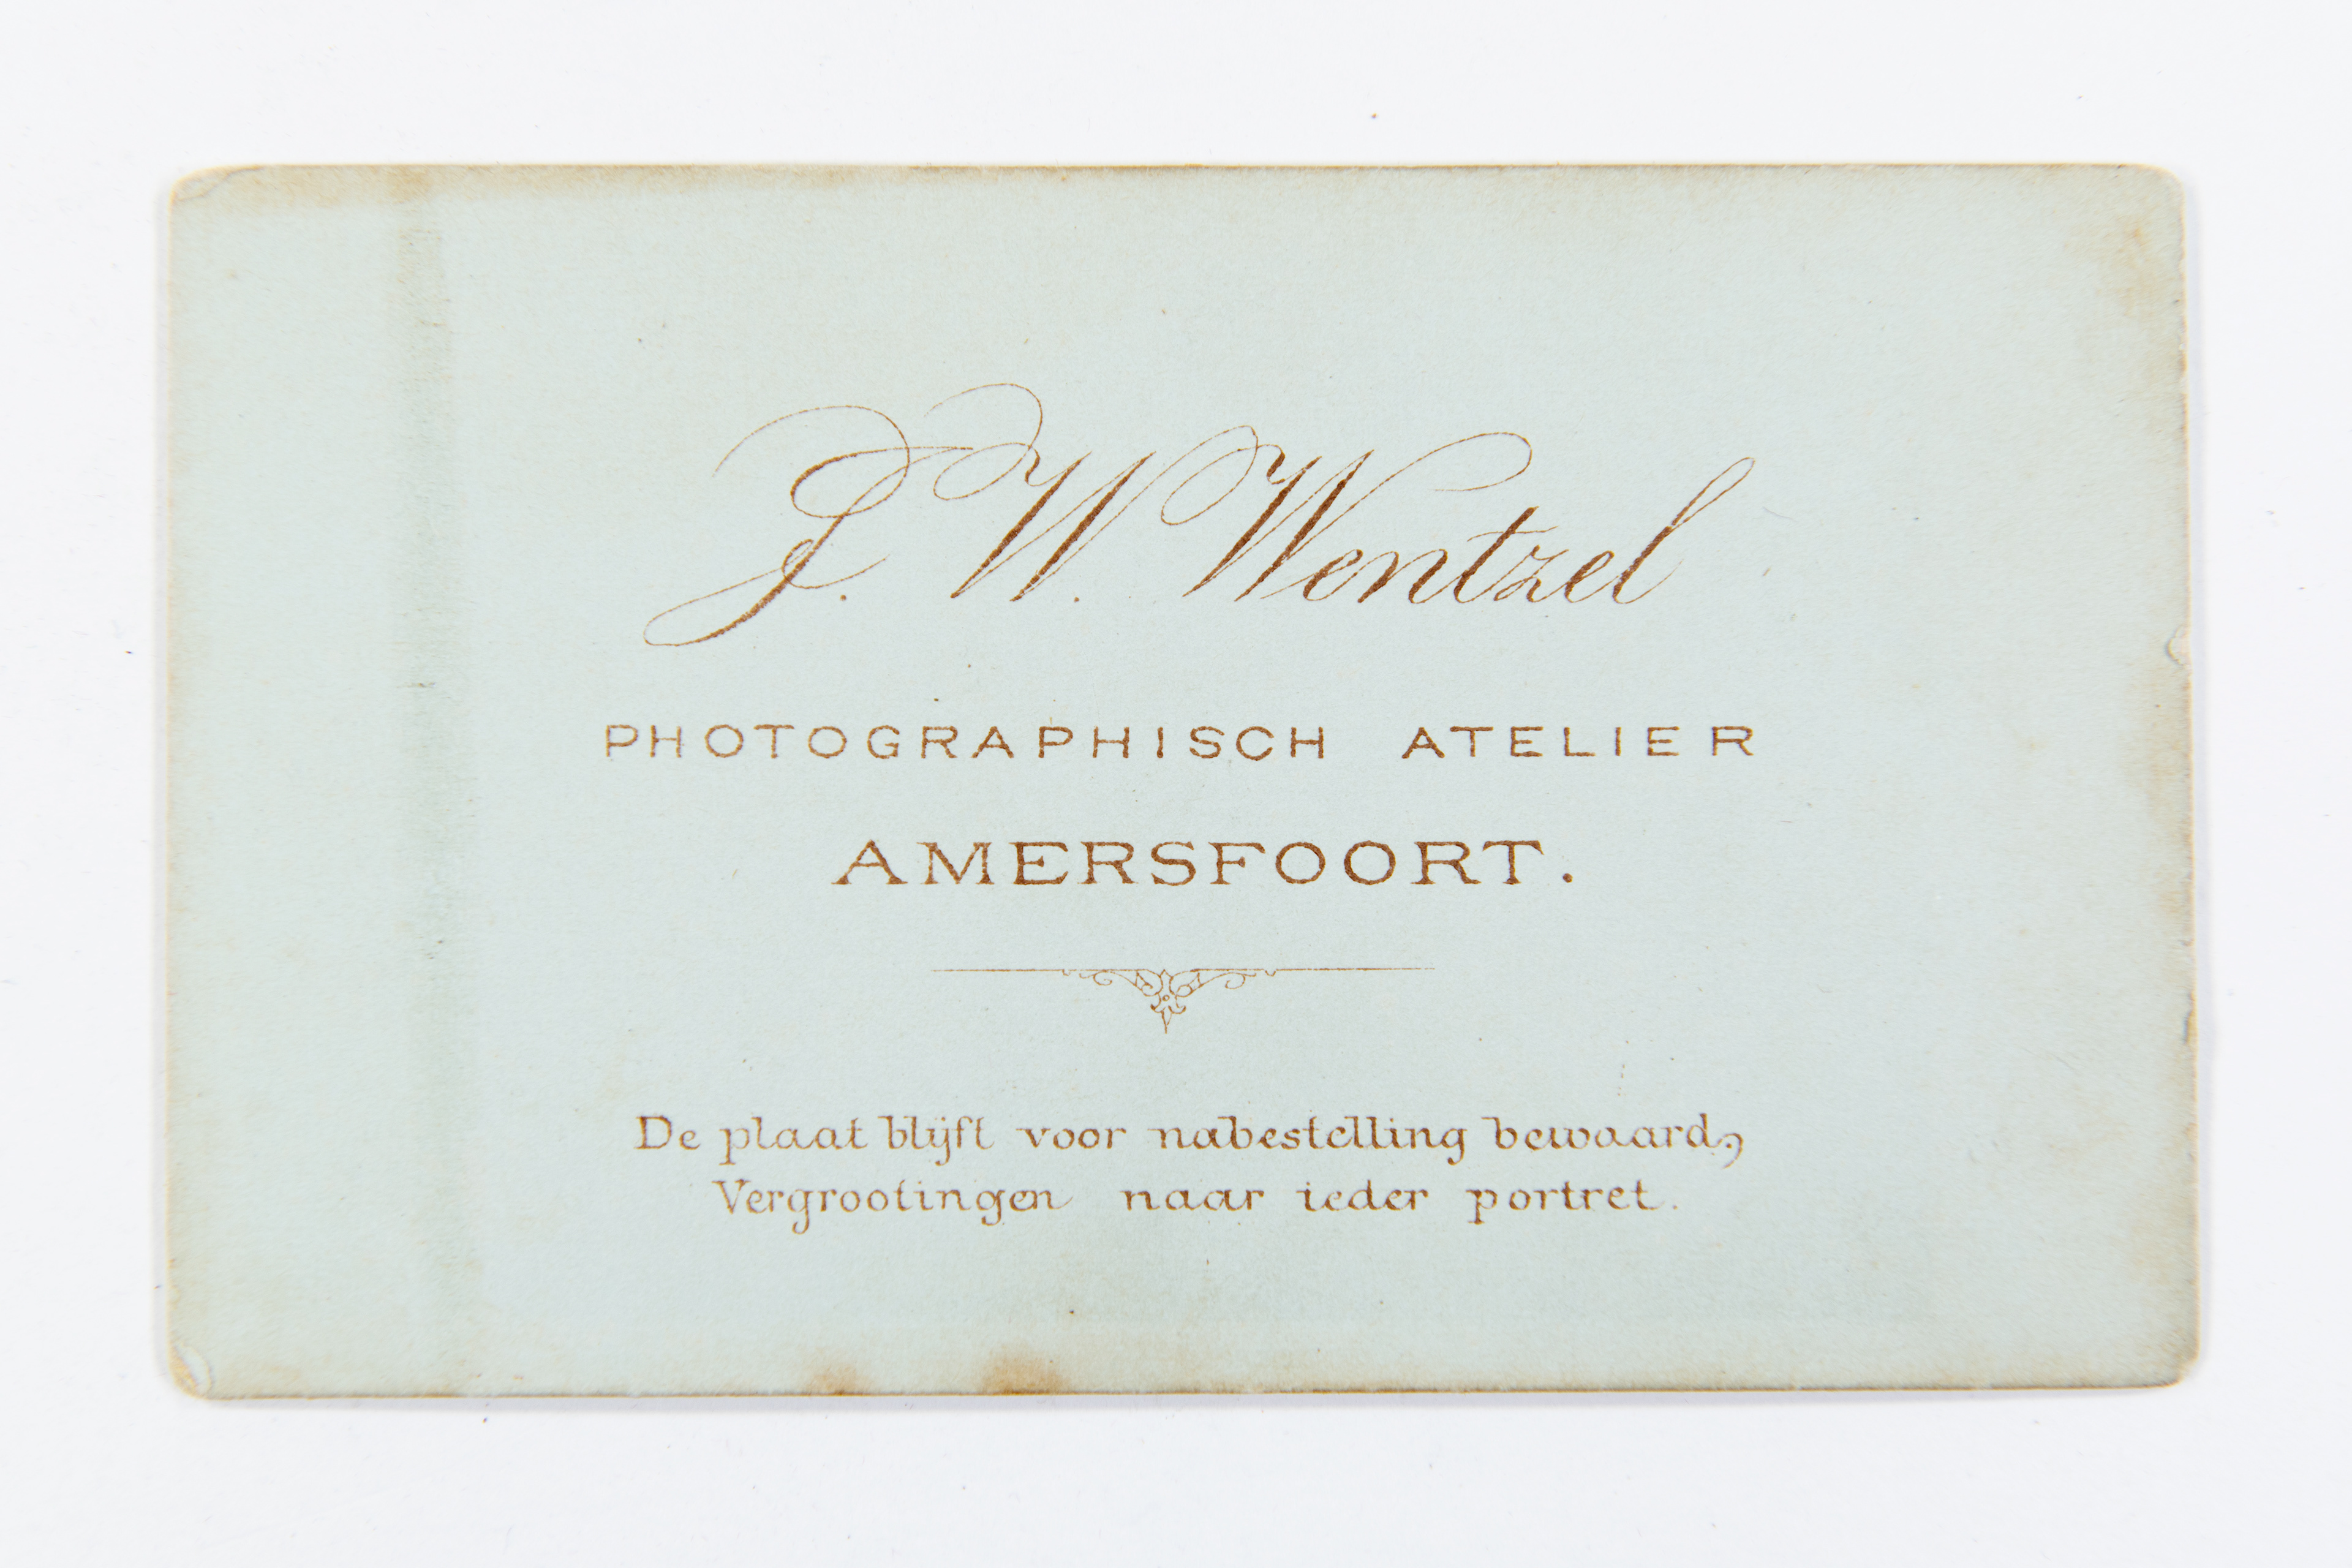 J. W. Wentzel
PHOTOGRAPHISCH ATELIER
AMERSFOORT.
De plaat blijft voor nabestelling bewaard,
Vergrootingen naar ieder portret.